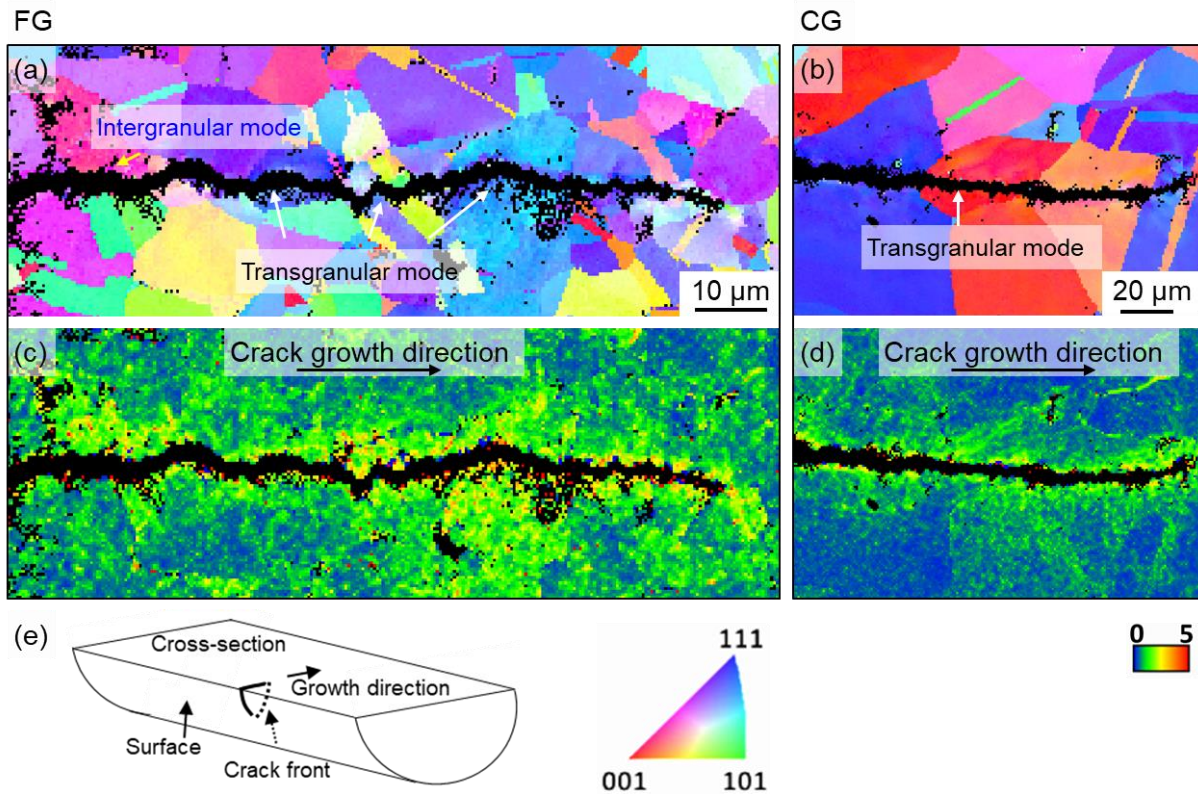 FG
CG
(a)
Intergranular mode
Transgranular mode
10 μm
(b)
Transgranular mode
20 μm
(c)
Crack growth direction
(d)
Crack growth direction
(e)
Cross-section
Growth direction
Surface
Crack front
111
001
101
0 5